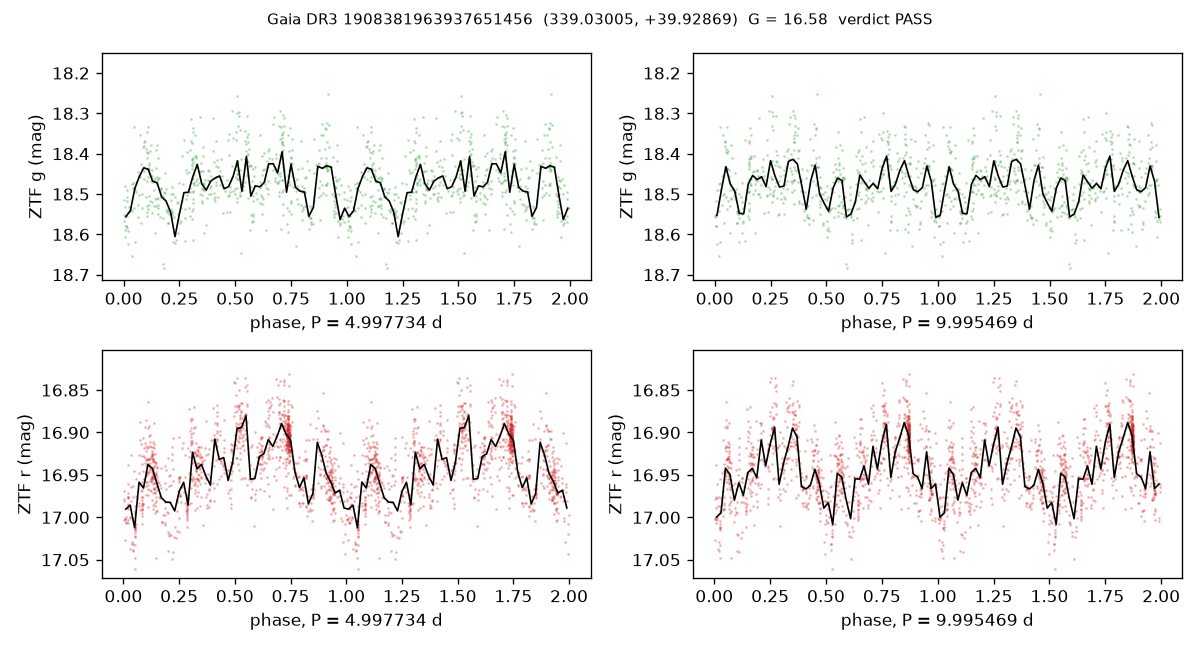 Gaia DR3 1908381963937651456 (339.03005, +39.92869) G = 16.58 verdict PASS
ZTF g (mag)
18.2
18.3
18.4
18.5
18.6
18.7
0.00 0.25 0.50 0.75 1.00 1.25 1.50 1.75 2.00
phase, P = 4.997734 d
ZTF g (mag)
18.2
18.3
18.4
18.5
18.6
18.7
0.00 0.25 0.50 0.75 1.00 1.25 1.50 1.75 2.00
phase, P = 9.995469 d
ZTF r (mag)
16.85
16.90
16.95
17.00
17.05
0.00 0.25 0.50 0.75 1.00 1.25 1.50 1.75 2.00
phase, P = 4.997734 d
ZTF r (mag)
16.85
16.90
16.95
17.00
17.05
0.00 0.25 0.50 0.75 1.00 1.25 1.50 1.75 2.00
phase, P = 9.995469 d